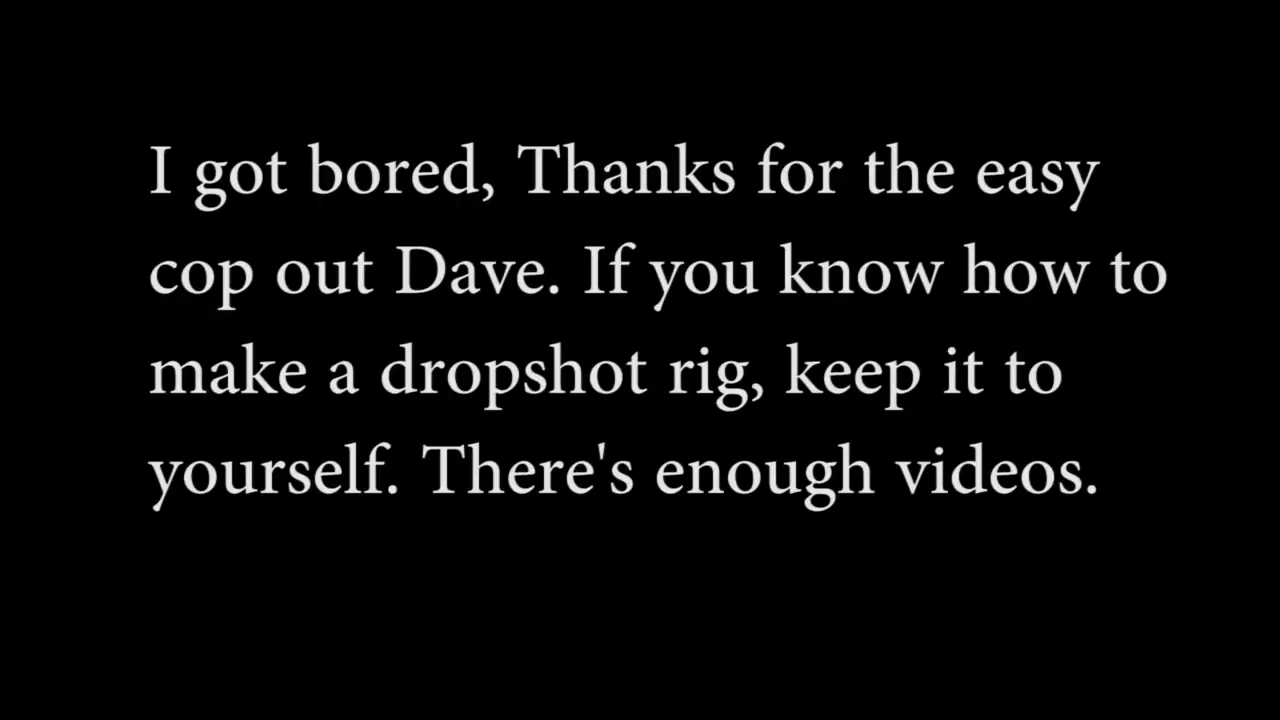 I got bored, Thanks for the easy
cop out Dave. If you know how to
make a dropshot rig, keep it to
yourself. There's enough videos.